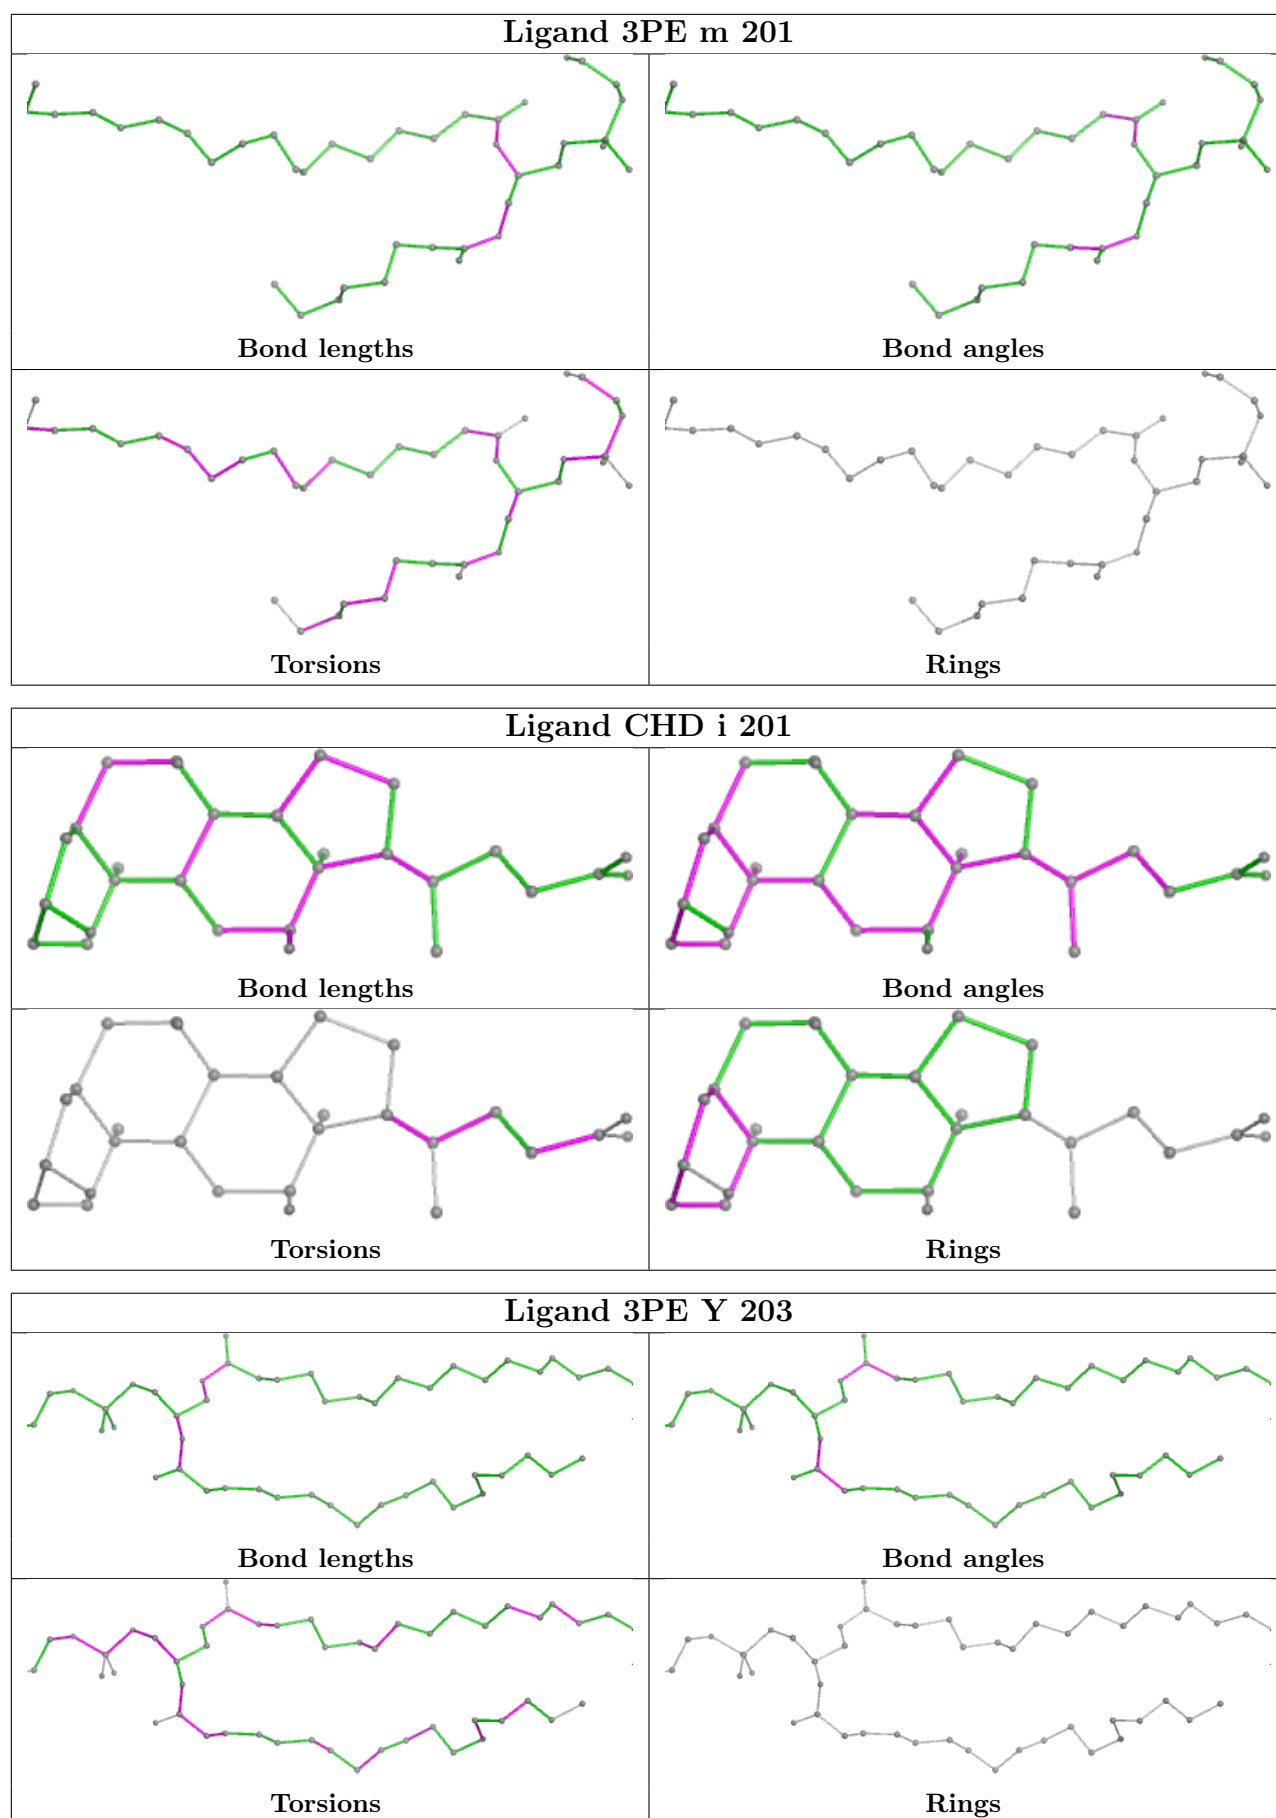 Ligand 3PE m 201
Bond lengths
Bond angles
Torsions
Rings
Ligand CHD i 201
Bond lengths
Bond angles
Torsions
Rings
Ligand 3PE Y 203
Bond lengths
Bond angles
Torsions
Rings